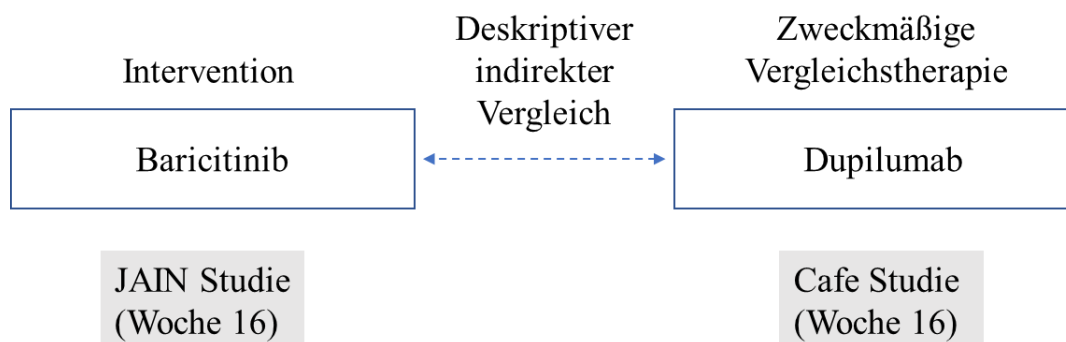 Intervention
Deskriptiver
indirekter
Vergleich
Zweckmäßige
Vergleichstherapie
Baricitinib
Dupilumab
JAIN Studie
(Woche 16)
Cafe Studie
(Woche 16)